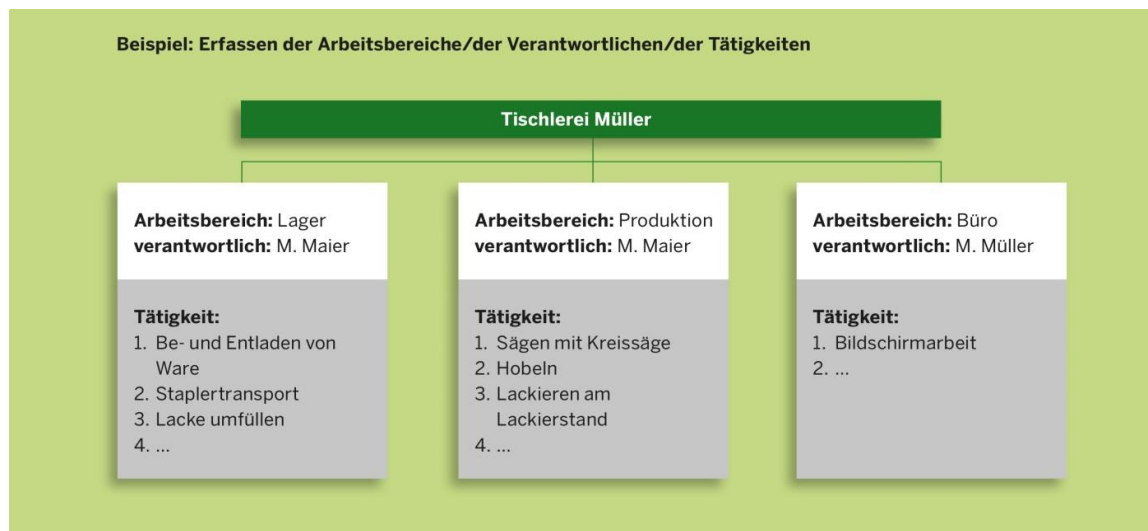 Beispiel: Erfassen der Arbeitsbereiche/der Verantwortlichen/der Tätigkeiten
Tischlerei Müller
Arbeitsbereich: Lager
verantwortlich: M. Maier
Tätigkeit:
1. Be- und Entladen von
Ware
2. Staplertransport
3. Lacke umfüllen
4. ...
Arbeitsbereich: Produktion
verantwortlich: M. Maier
Tätigkeit:
1. Sägen mit Kreissäge
2. Hobeln
3. Lackieren am
Lackierstand
4. ...
Arbeitsbereich: Büro
verantwortlich: M. Müller
Tätigkeit:
1. Bildschirmarbeit
2. ...